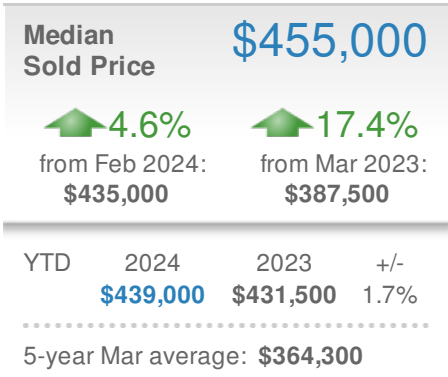 Median $455,000
Sold Price
4.6% 17.4%
from Feb 2024: from Mar 2023:
$435,000 $387,500
YTD 2024 2023 +/-
$439,000 $431,500 1.7%
5-year Mar average: $364,300